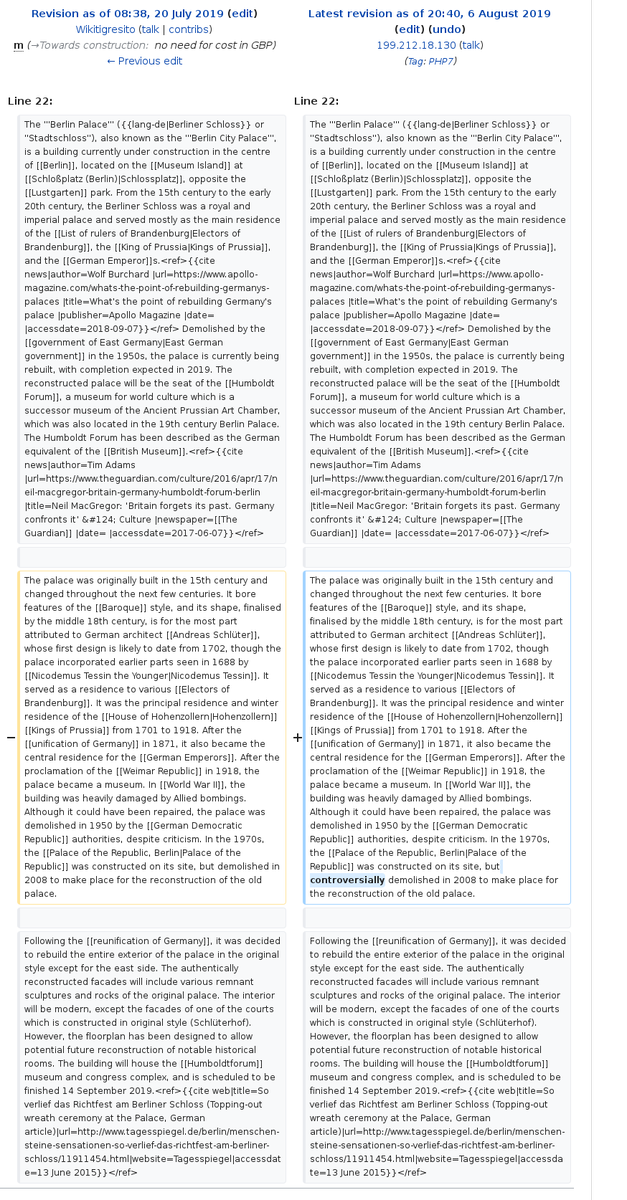 Revision as of 08:38, 20 July 2019 (edit)
Wikitigresito (talk | contribs)
m (→Towards construction: no need for cost in GBP)
← Previous edit
Latest revision as of 20:40, 6 August 2019
(edit) (undo)
199.212.18.130 (talk)
(Tag: PHP7)
Line 22:
Line 22:
The '''Berlin Palace''' ({{lang-de|Berliner Schloss}} or
''Stadtschloss''), also known as the '''Berlin City Palace''',
is a building currently under construction in the centre
of [[Berlin]], located on the [[Museum Island]] at
[[Schloßplatz (Berlin)|Schlossplatz]], opposite the
[[Lustgarten]] park. From the 15th century to the early
20th century, the Berliner Schloss was a royal and
imperial palace and served mostly as the main residence
of the [[List of rulers of Brandenburg|Electors of
Brandenburg]], the [[King of Prussia|Kings of Prussia]],
and the [[German Emperor]]s.<ref>{{cite
news|author=Wolf Burchard |url=https://www.apollo-
magazine.com/whats-the-point-of-rebuilding-germanys-
palaces |title=What's the point of rebuilding Germany's
palace |publisher=Apollo Magazine |date=
|accessdate=2018-09-07}}</ref> Demolished by the
[[government of East Germany|East German
government]] in the 1950s, the palace is currently being
rebuilt, with completion expected in 2019. The
reconstructed palace will be the seat of the [[Humboldt
Forum]], a museum for world culture which is a
successor museum of the Ancient Prussian Art Chamber,
which was also located in the 19th century Berlin Palace.
The Humboldt Forum has been described as the German
equivalent of the [[British Museum]].<ref>{{cite
news|author=Tim Adams
|url=https://www.theguardian.com/culture/2016/apr/17/n
eil-macgregor-britain-germany-humboldt-forum-berlin
|title=Neil MacGregor: 'Britain forgets its past. Germany
confronts it' &#124; Culture |newspaper=[[The
Guardian]] |date= |accessdate=2017-06-07}}</ref>
The '''Berlin Palace''' ({{lang-de|Berliner Schloss}} or
''Stadtschloss''), also known as the '''Berlin City Palace''',
is a building currently under construction in the centre
of [[Berlin]], located on the [[Museum Island]] at
[[Schloßplatz (Berlin)|Schlossplatz]], opposite the
[[Lustgarten]] park. From the 15th century to the early
20th century, the Berliner Schloss was a royal and
imperial palace and served mostly as the main residence
of the [[List of rulers of Brandenburg|Electors of
Brandenburg]], the [[King of Prussia|Kings of Prussia]],
and the [[German Emperor]]s.<ref>{{cite
news|author=Wolf Burchard |url=https://www.apollo-
magazine.com/whats-the-point-of-rebuilding-germanys-
palaces |title=What's the point of rebuilding Germany's
palace |publisher=Apollo Magazine |date=
|accessdate=2018-09-07}}</ref> Demolished by the
[[government of East Germany|East German
government]] in the 1950s, the palace is currently being
rebuilt, with completion expected in 2019. The
reconstructed palace will be the seat of the [[Humboldt
Forum]], a museum for world culture which is a
successor museum of the Ancient Prussian Art Chamber,
which was also located in the 19th century Berlin Palace.
The Humboldt Forum has been described as the German
equivalent of the [[British Museum]].<ref>{{cite
news|author=Tim Adams
|url=https://www.theguardian.com/culture/2016/apr/17/n
eil-macgregor-britain-germany-humboldt-forum-berlin
|title=Neil MacGregor: 'Britain forgets its past. Germany
confronts it' &#124; Culture |newspaper=[[The
Guardian]] |date= |accessdate=2017-06-07}}</ref>
−
The palace was originally built in the 15th century and
changed throughout the next few centuries. It bore
features of the [[Baroque]] style, and its shape, finalised
by the middle 18th century, is for the most part
attributed to German architect [[Andreas Schlüter]],
whose first design is likely to date from 1702, though the
palace incorporated earlier parts seen in 1688 by
[[Nicodemus Tessin the Younger|Nicodemus Tessin]]. It
served as a residence to various [[Electors of
Brandenburg]]. It was the principal residence and winter
residence of the [[House of Hohenzollern|Hohenzollern]]
[[Kings of Prussia]] from 1701 to 1918. After the
[[unification of Germany]] in 1871, it also became the
central residence for the [[German Emperors]]. After the
proclamation of the [[Weimar Republic]] in 1918, the
palace became a museum. In [[World War II]], the
building was heavily damaged by Allied bombings.
Although it could have been repaired, the palace was
demolished in 1950 by the [[German Democratic
Republic]] authorities, despite criticism. In the 1970s,
the [[Palace of the Republic, Berlin|Palace of the
Republic]] was constructed on its site, but demolished in
2008 to make place for the reconstruction of the old
palace.
+
The palace was originally built in the 15th century and
changed throughout the next few centuries. It bore
features of the [[Baroque]] style, and its shape, finalised
by the middle 18th century, is for the most part
attributed to German architect [[Andreas Schlüter]],
whose first design is likely to date from 1702, though the
palace incorporated earlier parts seen in 1688 by
[[Nicodemus Tessin the Younger|Nicodemus Tessin]]. It
served as a residence to various [[Electors of
Brandenburg]]. It was the principal residence and winter
residence of the [[House of Hohenzollern|Hohenzollern]]
[[Kings of Prussia]] from 1701 to 1918. After the
[[unification of Germany]] in 1871, it also became the
central residence for the [[German Emperors]]. After the
proclamation of the [[Weimar Republic]] in 1918, the
palace became a museum. In [[World War II]], the
building was heavily damaged by Allied bombings.
Although it could have been repaired, the palace was
demolished in 1950 by the [[German Democratic
Republic]] authorities, despite criticism. In the 1970s,
the [[Palace of the Republic, Berlin|Palace of the
Republic]] was constructed on its site, but
controversially demolished in 2008 to make place for
the reconstruction of the old palace.
Following the [[reunification of Germany]], it was decided
to rebuild the entire exterior of the palace in the original
style except for the east side. The authentically
reconstructed facades will include various remnant
sculptures and rocks of the original palace. The interior
will be modern, except the facades of one of the courts
which is constructed in original style (Schlüterhof).
However, the floorplan has been designed to allow
potential future reconstruction of notable historical
rooms. The building will house the [[Humboldtforum]]
museum and congress complex, and is scheduled to be
finished 14 September 2019.<ref>{{cite web|title=So
verlief das Richtfest am Berliner Schloss (Topping-out
wreath ceremony at the Palace, German
article)|url=http://www.tagesspiegel.de/berlin/menschen-
steine-sensationen-so-verlief-das-richtfest-am-berliner-
schloss/11911454.html|website=Tagesspiegel|accessdat
e=13 June 2015}}</ref>
Following the [[reunification of Germany]], it was decided
to rebuild the entire exterior of the palace in the original
style except for the east side. The authentically
reconstructed facades will include various remnant
sculptures and rocks of the original palace. The interior
will be modern, except the facades of one of the courts
which is constructed in original style (Schlüterhof).
However, the floorplan has been designed to allow
potential future reconstruction of notable historical
rooms. The building will house the [[Humboldtforum]]
museum and congress complex, and is scheduled to be
finished 14 September 2019.<ref>{{cite web|title=So
verlief das Richtfest am Berliner Schloss (Topping-out
wreath ceremony at the Palace, German
article)|url=http://www.tagesspiegel.de/berlin/menschen-
steine-sensationen-so-verlief-das-richtfest-am-berliner-
schloss/11911454.html|website=Tagesspiegel|accessda
te=13 June 2015}}</ref>